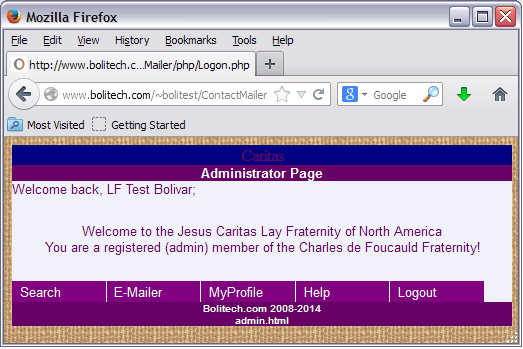 Mozilla Firefox
File Edit View History Bookmarks Tools Help
http://www.bolitech.c...Mailer/php/Logon.php
www.bolitech.com/~bolitest/ContactMailer
Google
Most Visited Getting Started
Caritas
Administrator Page
Welcome back, LF Test Bolivar;
Welcome to the Jesus Caritas Lay Fraternity of North America
You are a registered (admin) member of the Charles de Foucauld Fraternity!
Search E-Mailer MyProfile Help Logout
Bolitech.com 2008-2014
admin.html